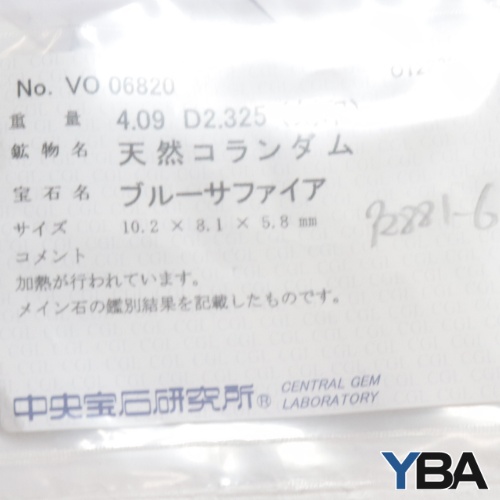 No. VO 06820
重 量 4.09 D2.325
鉱物名 天然コランダム
宝石名 ブルーサファイア
サイズ 10.2 × 8.1 × 5.8 mm
コメント
加熱が行われています。
メイン石の鑑別結果を記載したものです。
中央宝石研究所® CENTRAL GEM
LABORATORY
YBA